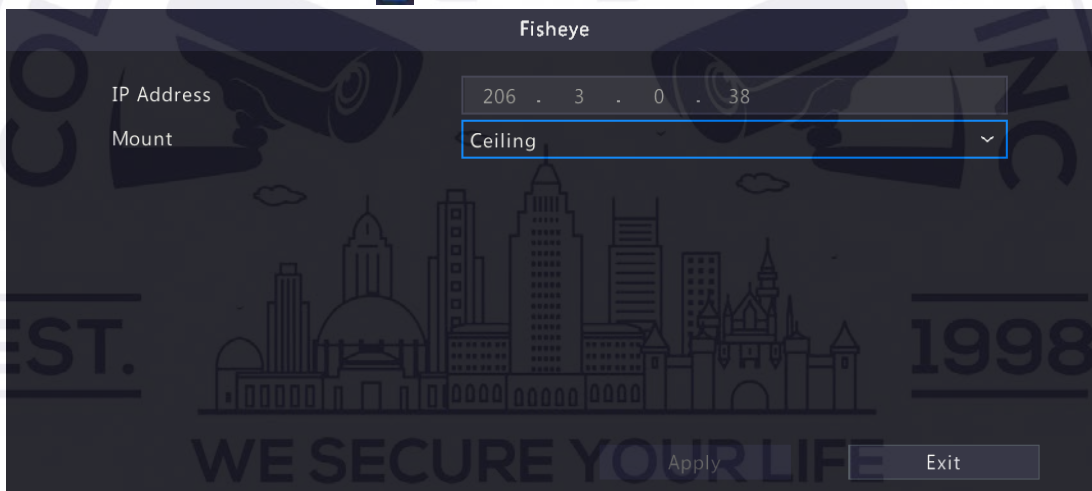 Fisheye
IP Address 206 . 3 . 0 . 38
Mount Ceiling
EST. 1998
WE SECURE YOUR LIFE
Apply Exit